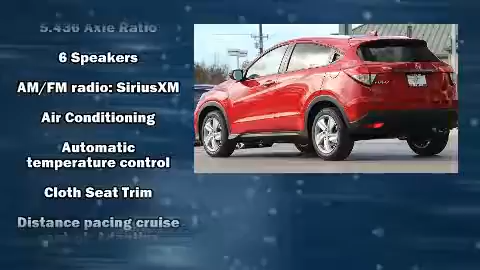 5.436 Axle Ratio
6 Speakers
AM/FM radio: SiriusXM
Air Conditioning
Automatic
temperature control
Cloth Seat Trim
Distance pacing cruise